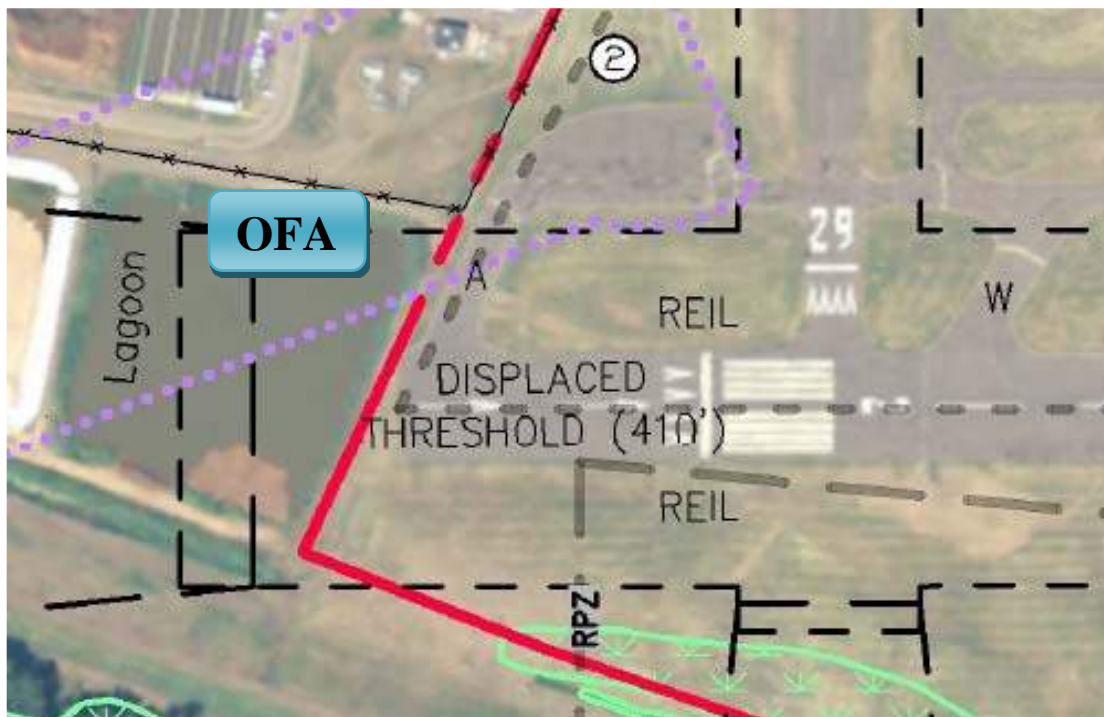 2
OFA
29
Lagoon
A
REIL
W
DISPLACED
THRESHOLD (410')
REIL
RPZ